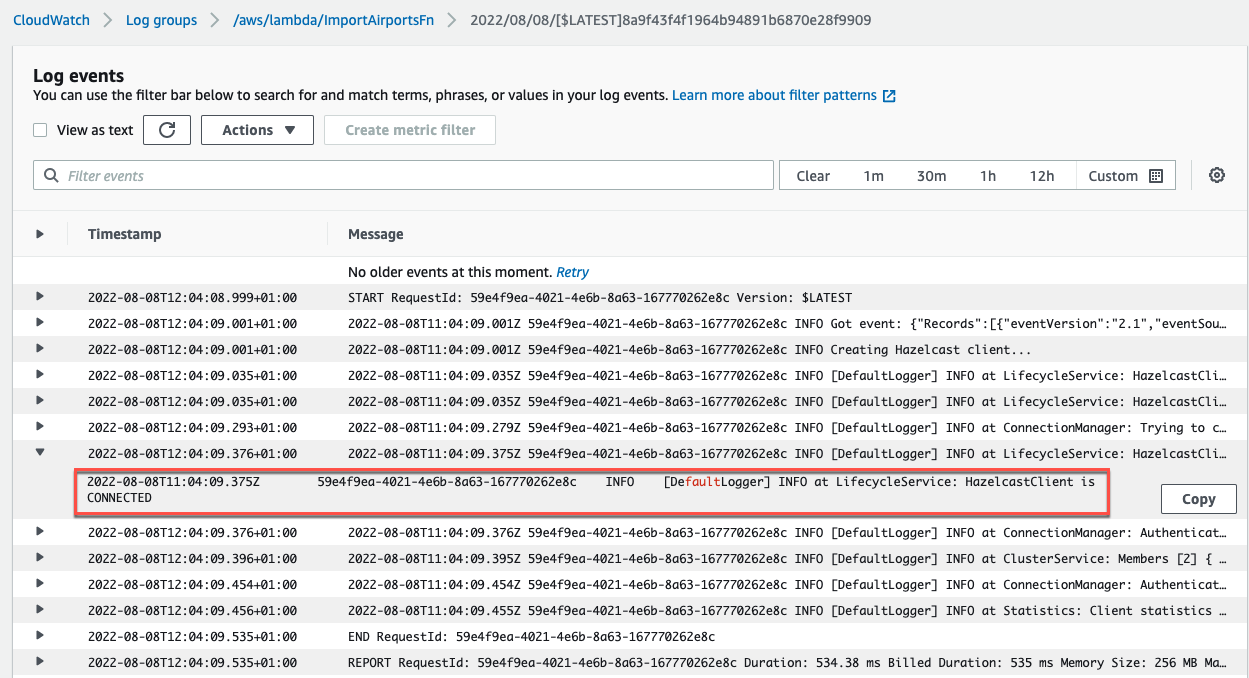 CloudWatch > Log groups > /aws/lambda/ImportAirportsFn > 2022/08/08/[$LATEST]8a9f43f4f1964b94891b6870e28f9909
Log events
You can use the filter bar below to search for and match terms, phrases, or values in your log events. Learn more about filter patterns
View as text Actions Create metric filter
Filter events Clear 1m 30m 1h 12h Custom
Timestamp Message
No older events at this moment. Retry
2022-08-08T12:04:08.999+01:00 START RequestId: 59e4f9ea-4021-4e6b-8a63-167770262e8c Version: $LATEST
2022-08-08T12:04:09.001+01:00 2022-08-08T11:04:09.001Z 59e4f9ea-4021-4e6b-8a63-167770262e8c INFO Got event: {"Records":[{"eventVersion":"2.1","eventSou…
2022-08-08T12:04:09.001+01:00 2022-08-08T11:04:09.001Z 59e4f9ea-4021-4e6b-8a63-167770262e8c INFO Creating Hazelcast client...
2022-08-08T12:04:09.035+01:00 2022-08-08T11:04:09.035Z 59e4f9ea-4021-4e6b-8a63-167770262e8c INFO [DefaultLogger] INFO at LifecycleService: HazelcastCli…
2022-08-08T12:04:09.035+01:00 2022-08-08T11:04:09.035Z 59e4f9ea-4021-4e6b-8a63-167770262e8c INFO [DefaultLogger] INFO at LifecycleService: HazelcastCli…
2022-08-08T12:04:09.293+01:00 2022-08-08T11:04:09.279Z 59e4f9ea-4021-4e6b-8a63-167770262e8c INFO [DefaultLogger] INFO at ConnectionManager: Trying to c…
2022-08-08T12:04:09.376+01:00 2022-08-08T11:04:09.375Z 59e4f9ea-4021-4e6b-8a63-167770262e8c INFO [DefaultLogger] INFO at LifecycleService: HazelcastCli…
2022-08-08T11:04:09.375Z 59e4f9ea-4021-4e6b-8a63-167770262e8c INFO [DefaultLogger] INFO at LifecycleService: HazelcastClient is
CONNECTED
Copy
2022-08-08T12:04:09.376+01:00 2022-08-08T11:04:09.376Z 59e4f9ea-4021-4e6b-8a63-167770262e8c INFO [DefaultLogger] INFO at ConnectionManager: Authenticat…
2022-08-08T12:04:09.396+01:00 2022-08-08T11:04:09.395Z 59e4f9ea-4021-4e6b-8a63-167770262e8c INFO [DefaultLogger] INFO at ClusterService: Members [2] { …
2022-08-08T12:04:09.454+01:00 2022-08-08T11:04:09.454Z 59e4f9ea-4021-4e6b-8a63-167770262e8c INFO [DefaultLogger] INFO at ConnectionManager: Authenticat…
2022-08-08T12:04:09.456+01:00 2022-08-08T11:04:09.455Z 59e4f9ea-4021-4e6b-8a63-167770262e8c INFO [DefaultLogger] INFO at Statistics: Client statistics …
2022-08-08T12:04:09.535+01:00 END RequestId: 59e4f9ea-4021-4e6b-8a63-167770262e8c
2022-08-08T12:04:09.535+01:00 REPORT RequestId: 59e4f9ea-4021-4e6b-8a63-167770262e8c Duration: 534.38 ms Billed Duration: 535 ms Memory Size: 256 MB Ma…